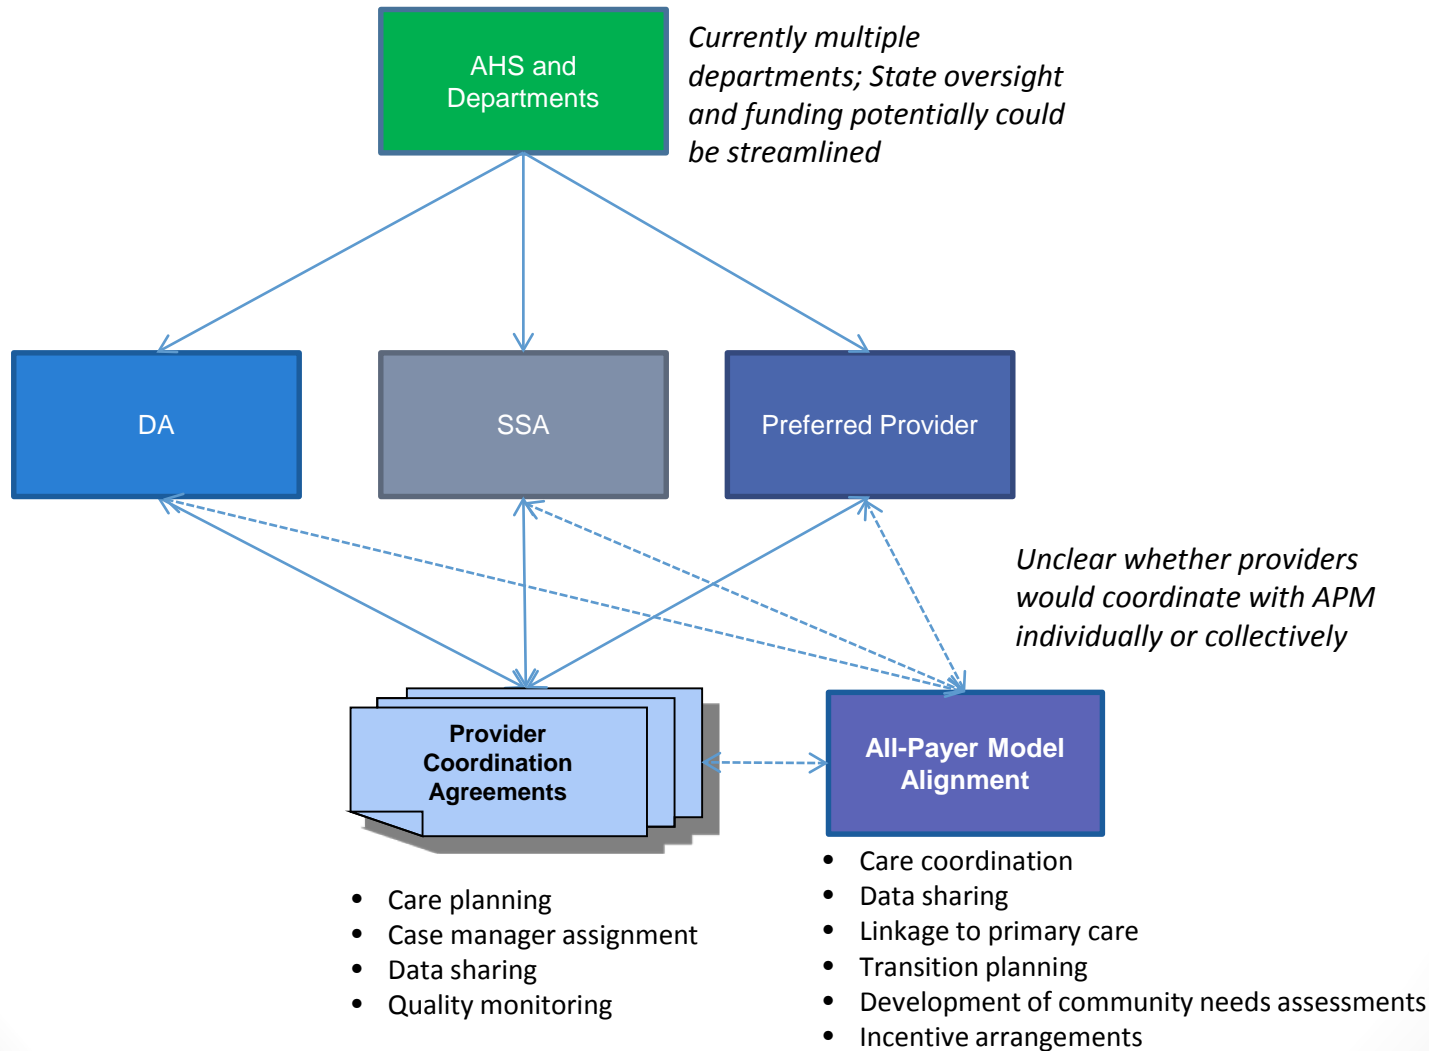 AHS and
Departments
Currently multiple
departments; State oversight
and funding potentially could
be streamlined
DA
SSA
Preferred Provider
Unclear whether providers
would coordinate with APM
individually or collectively
Provider
Coordination
Agreements
All-Payer Model
Alignment
• Care planning
• Case manager assignment
• Data sharing
• Quality monitoring
• Care coordination
• Data sharing
• Linkage to primary care
• Transition planning
• Development of community needs assessments
• Incentive arrangements